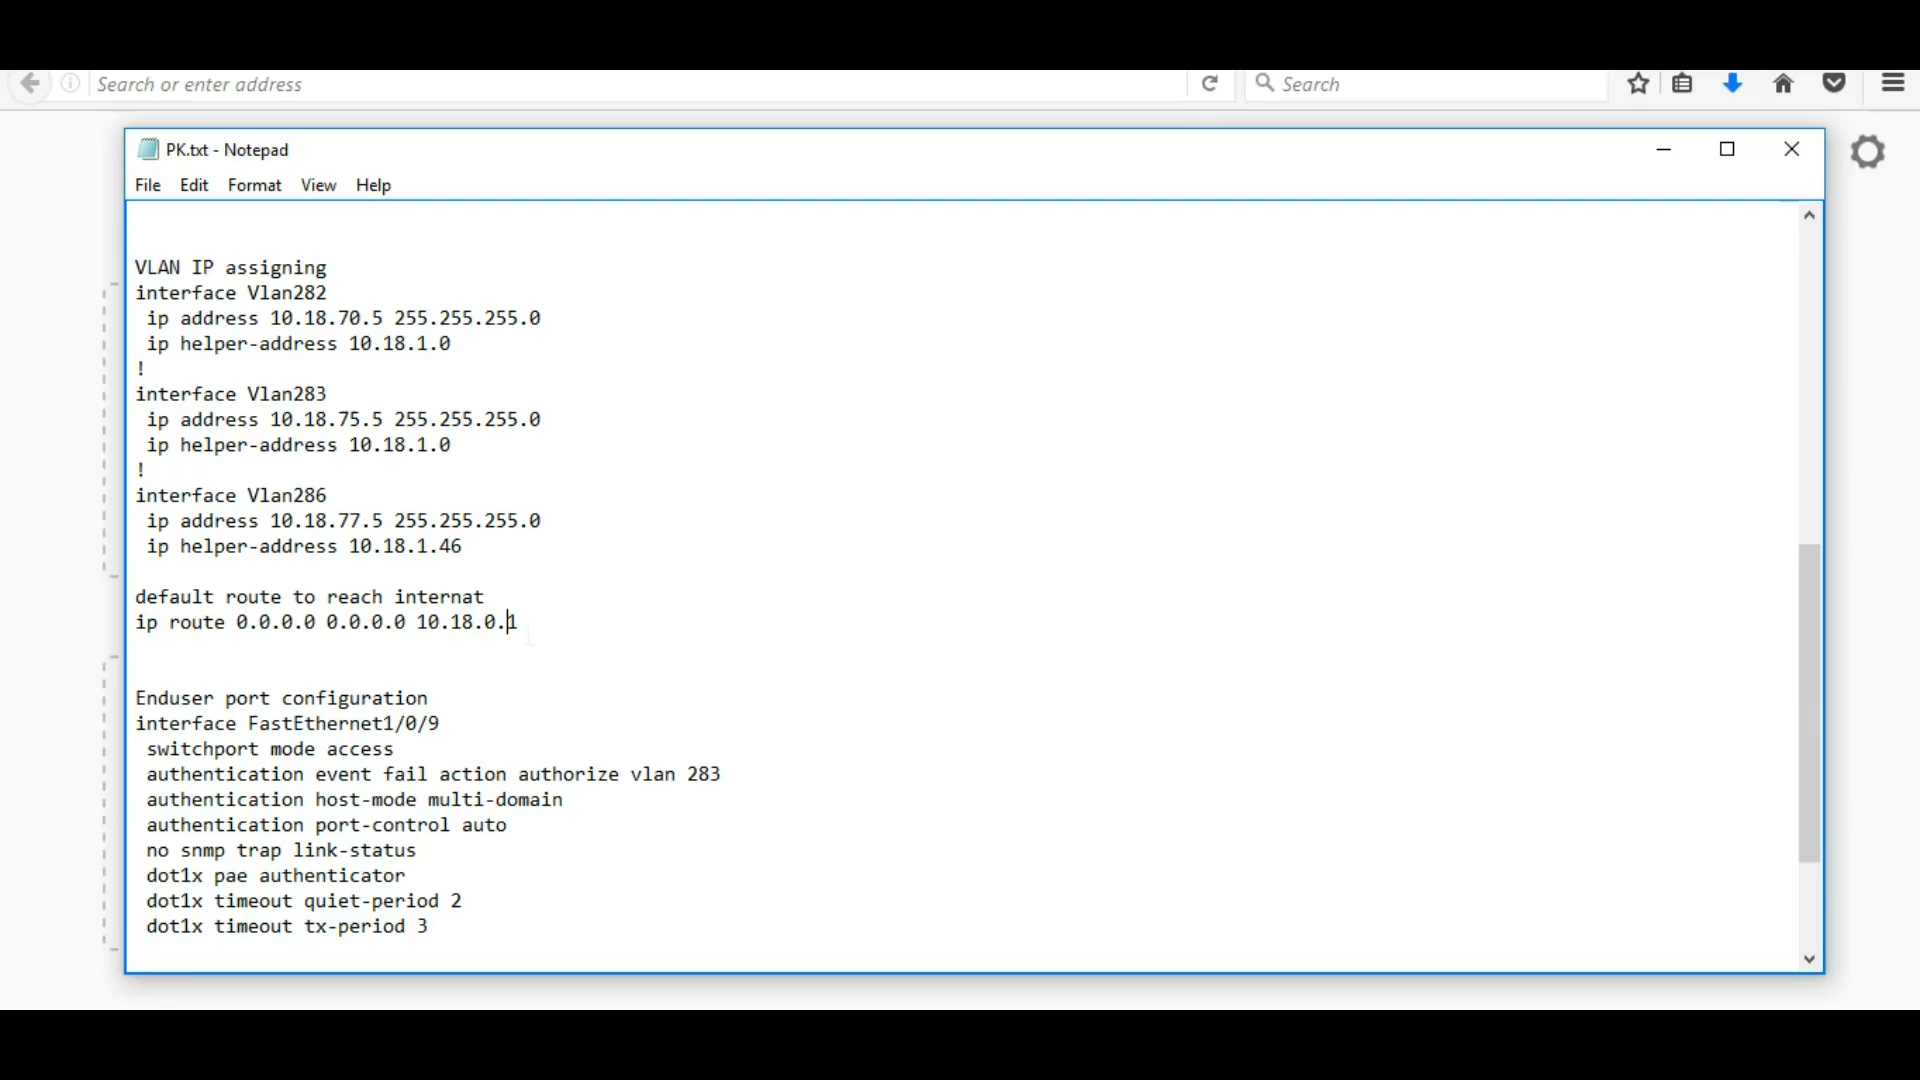 Search or enter address
Search
PK.txt - Notepad
File Edit Format View Help
VLAN IP assigning
interface Vlan282
ip address 10.18.70.5 255.255.255.0
ip helper-address 10.18.1.0
!
interface Vlan283
ip address 10.18.75.5 255.255.255.0
ip helper-address 10.18.1.0
!
interface Vlan286
ip address 10.18.77.5 255.255.255.0
ip helper-address 10.18.1.46
default route to reach internat
ip route 0.0.0.0 0.0.0.0 10.18.0.1
Enduser port configuration
interface FastEthernet1/0/9
switchport mode access
authentication event fail action authorize vlan 283
authentication host-mode multi-domain
authentication port-control auto
no snmp trap link-status
dot1x pae authenticator
dot1x timeout quiet-period 2
dot1x timeout tx-period 3